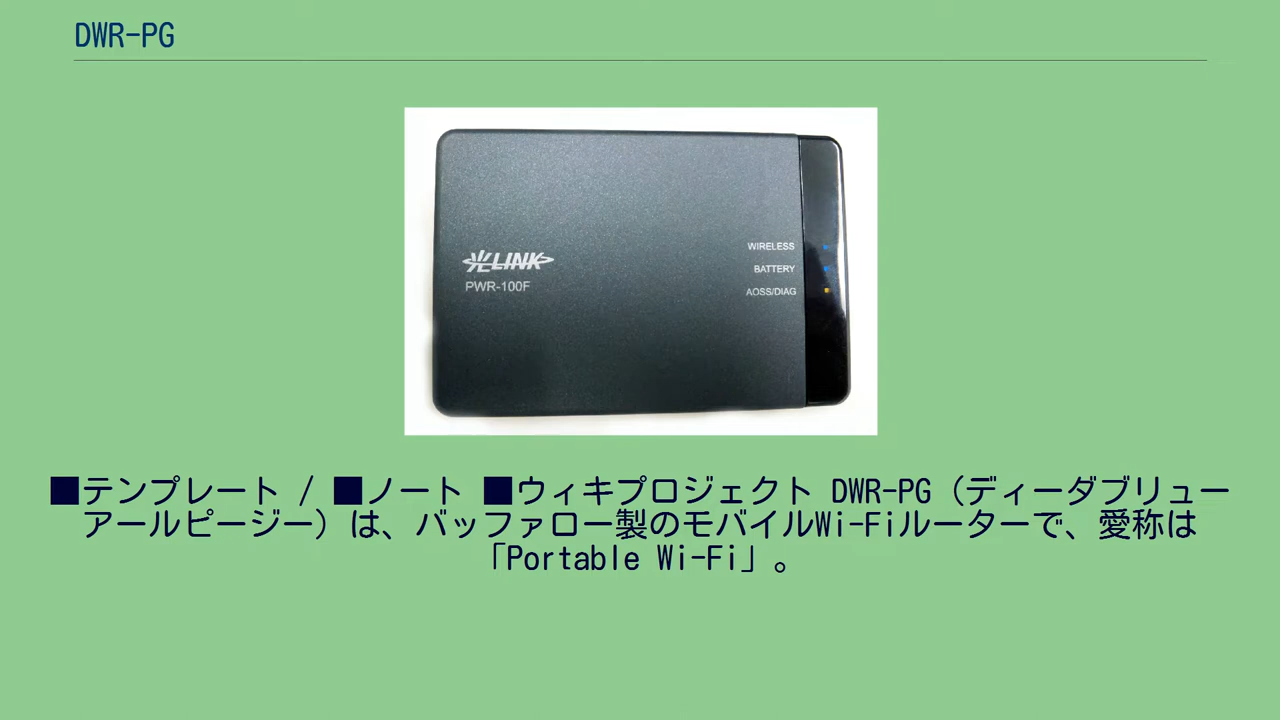 DWR-PG
光LINK
PWR-100F
WIRELESS
BATTERY
AOSS/DIAG
■テンプレート / ■ノート ■ウィキプロジェクト DWR-PG（ディーダブリュー
アールピージー）は、バッファロー製のモバイルWi-Fiルーターで、愛称は
「Portable Wi-Fi」。